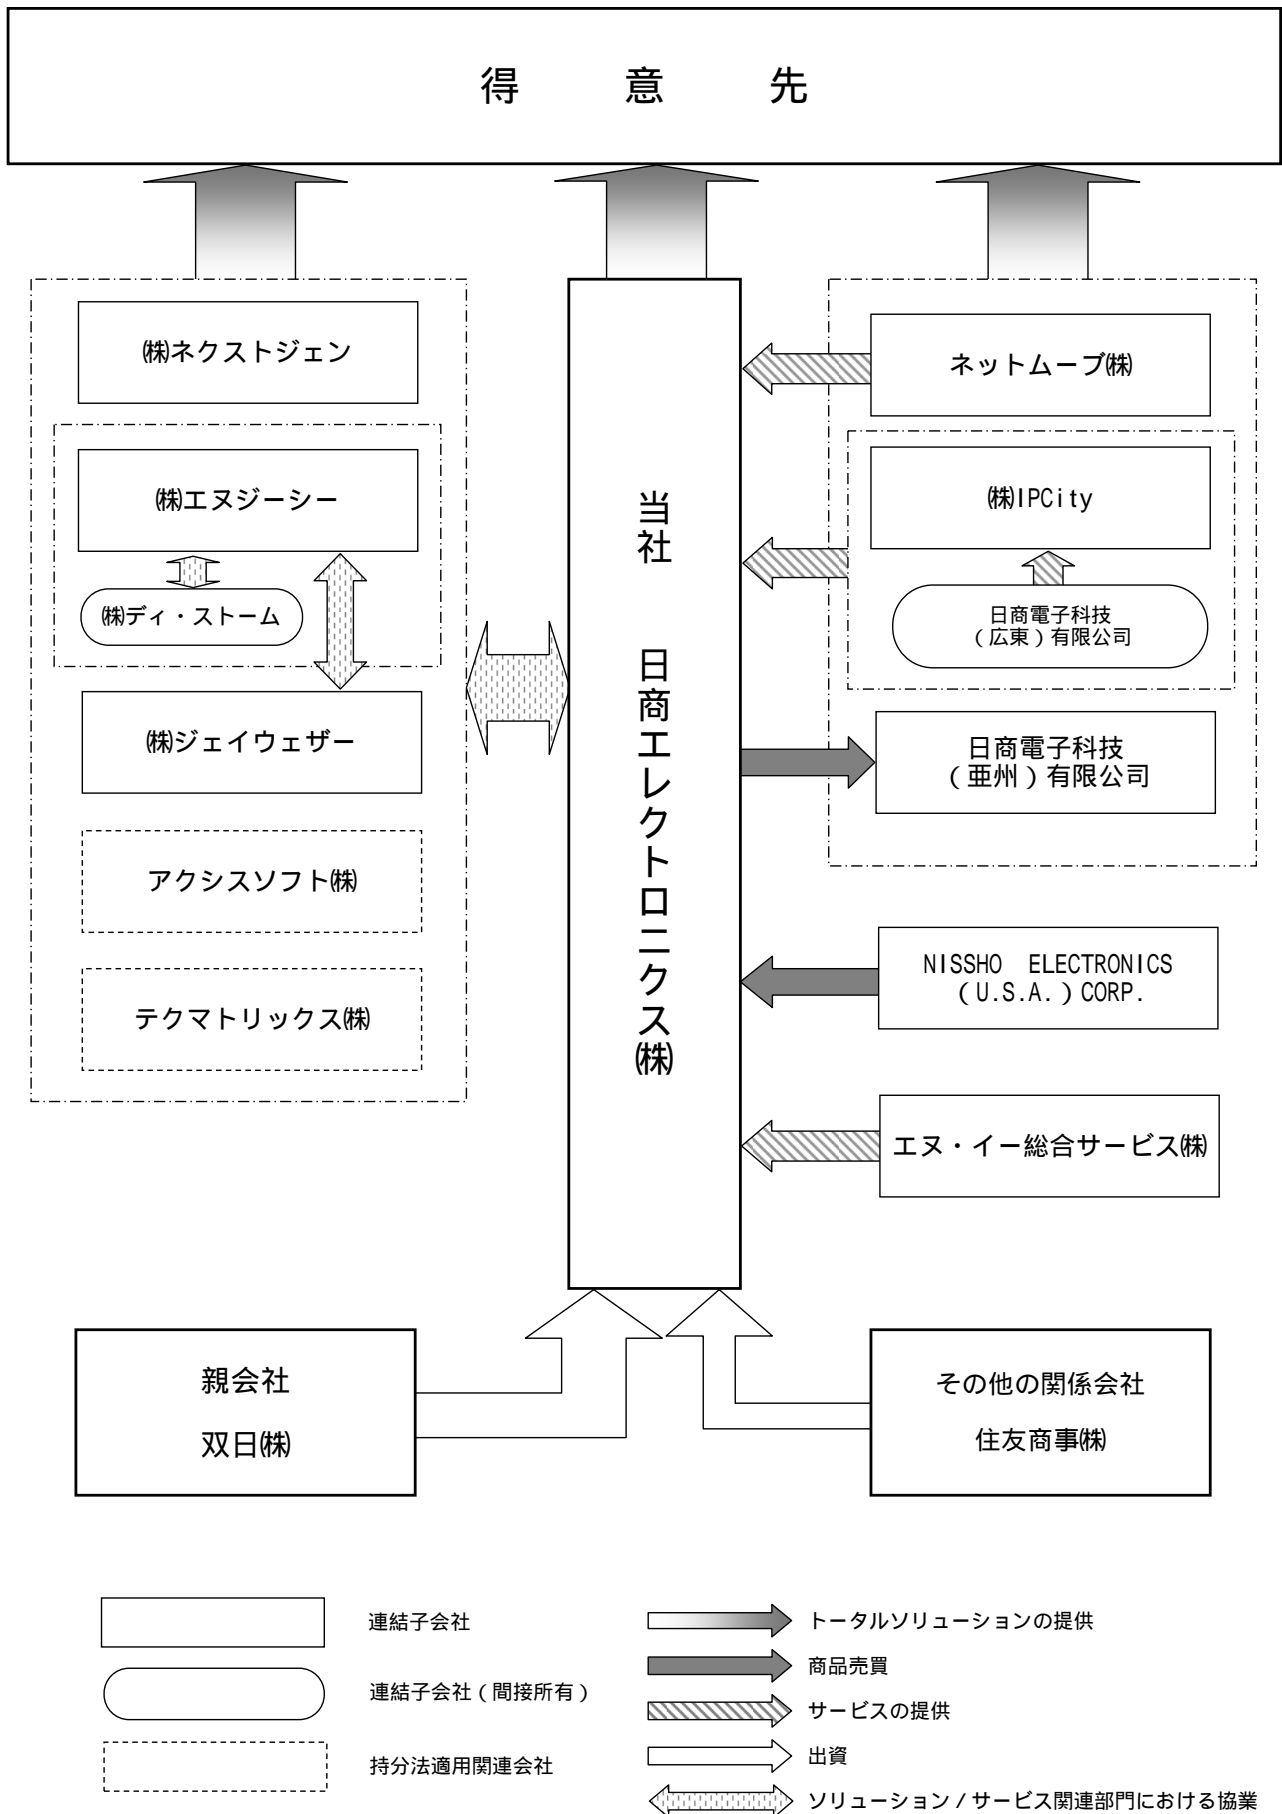 得 意 先
㈱ネクストジェン
㈱エヌジーシー
㈱ディ・ストーム
㈱ジェイウェザー
アクシスソフト㈱
テクマトリックス㈱
当社 日商エレクトロニクス㈱
ネットムーブ㈱
㈱IPCity
日商電子科技
（広東）有限公司
日商電子科技
（亜州）有限公司
NISSHO ELECTRONICS
（U.S.A.）CORP.
エヌ・イー総合サービス㈱
親会社
双日㈱
その他の関係会社
住友商事㈱
連結子会社
連結子会社（間接所有）
持分法適用関連会社
トータルソリューションの提供
商品売買
サービスの提供
出資
ソリューション／サービス関連部門における協業